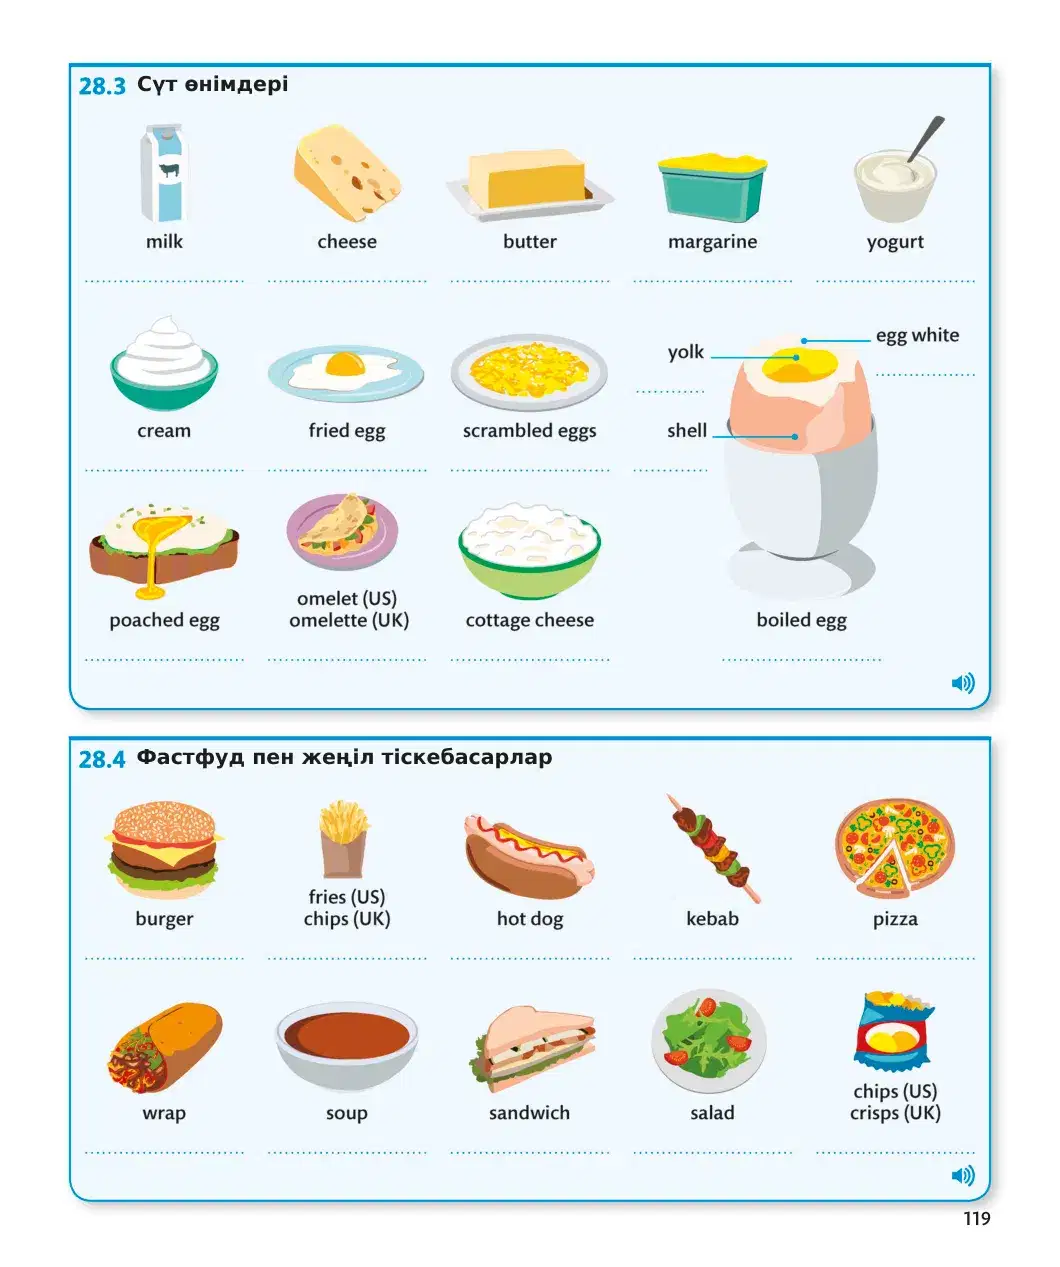 28.3 Сүт өнімдері
milk
cheese
butter
margarine
yogurt
cream
fried egg
scrambled eggs
yolk
egg white
shell
poached egg
omelet (US)
omelette (UK)
cottage cheese
boiled egg
28.4 Фастфуд пен жеңіл тіскебасарлар
burger
fries (US)
chips (UK)
hot dog
kebab
pizza
wrap
soup
sandwich
salad
chips (US)
crisps (UK)
119